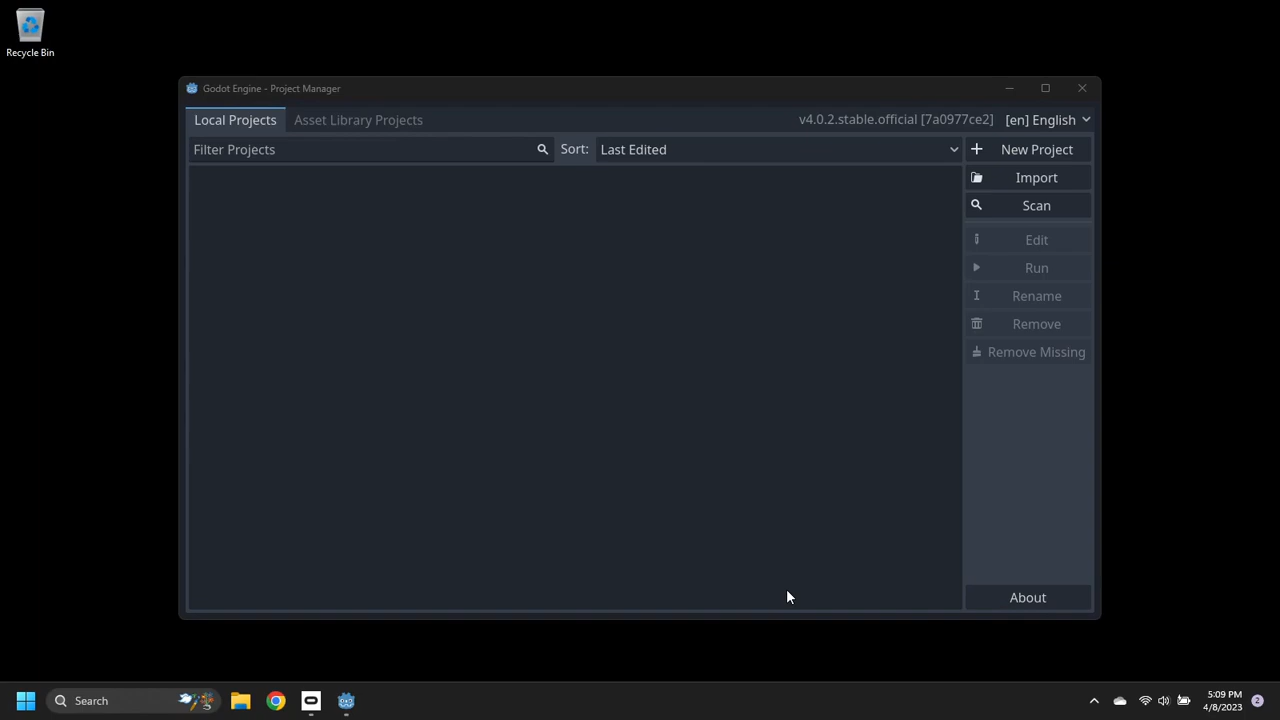 Recycle Bin
Godot Engine - Project Manager
Local Projects
Asset Library Projects
v4.0.2.stable.official [7a0977ce2]
[en] English
Filter Projects
Sort:
Last Edited
New Project
Import
Scan
Edit
Run
Rename
Remove
Remove Missing
About
Search
5:09 PM
4/8/2023
2